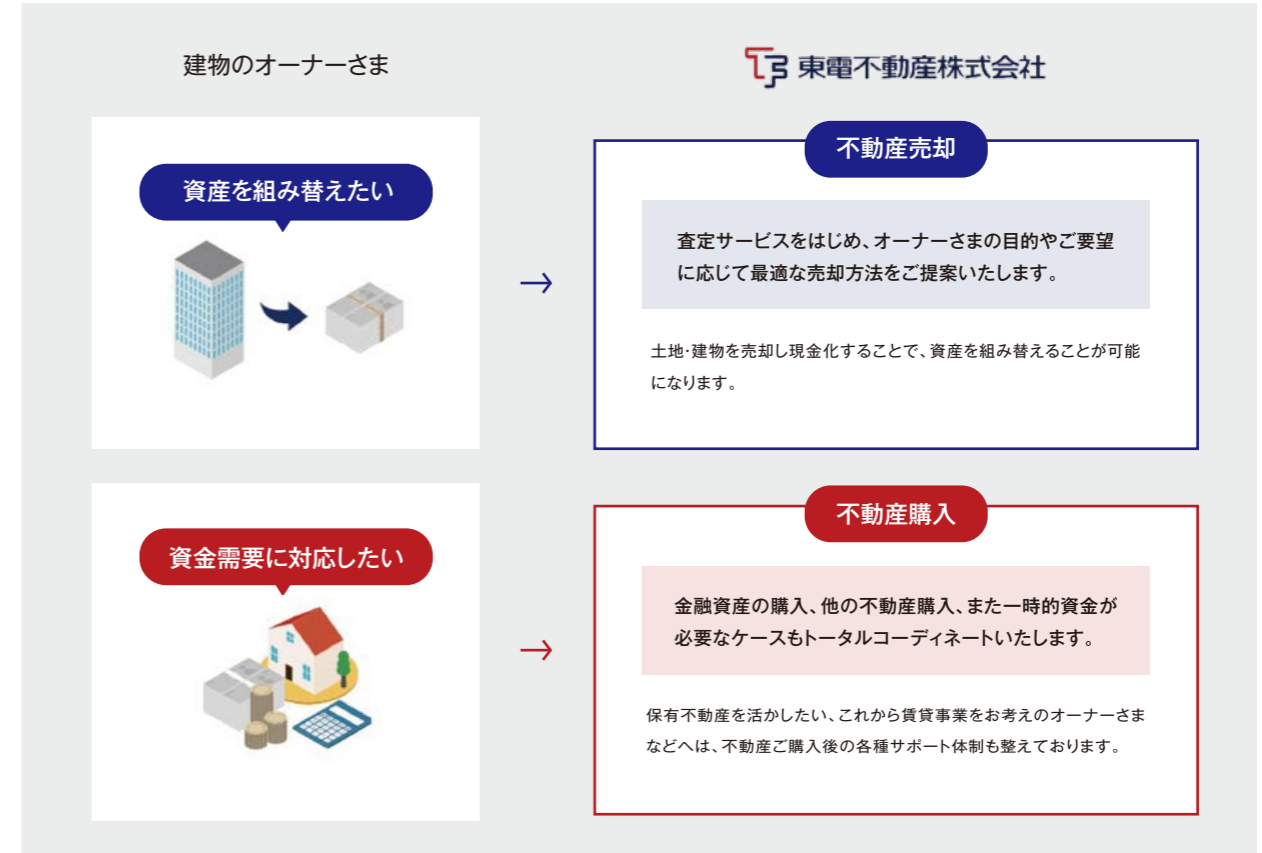 建物のオーナーさま
東電不動産株式会社
資産を組み替えたい
不動産売却
査定サービスをはじめ、オーナーさまの目的やご要望
に応じて最適な売却方法をご提案いたします。
土地・建物を売却し現金化することで、資産を組み替えることが可能
になります。
資金需要に対応したい
不動産購入
金融資産の購入、他の不動産購入、また一時的資金が
必要なケースもトータルコーディネートいたします。
保有不動産を活かしたい、これから賃貸事業をお考えのオーナーさま
などへは、不動産ご購入後の各種サポート体制も整えております。